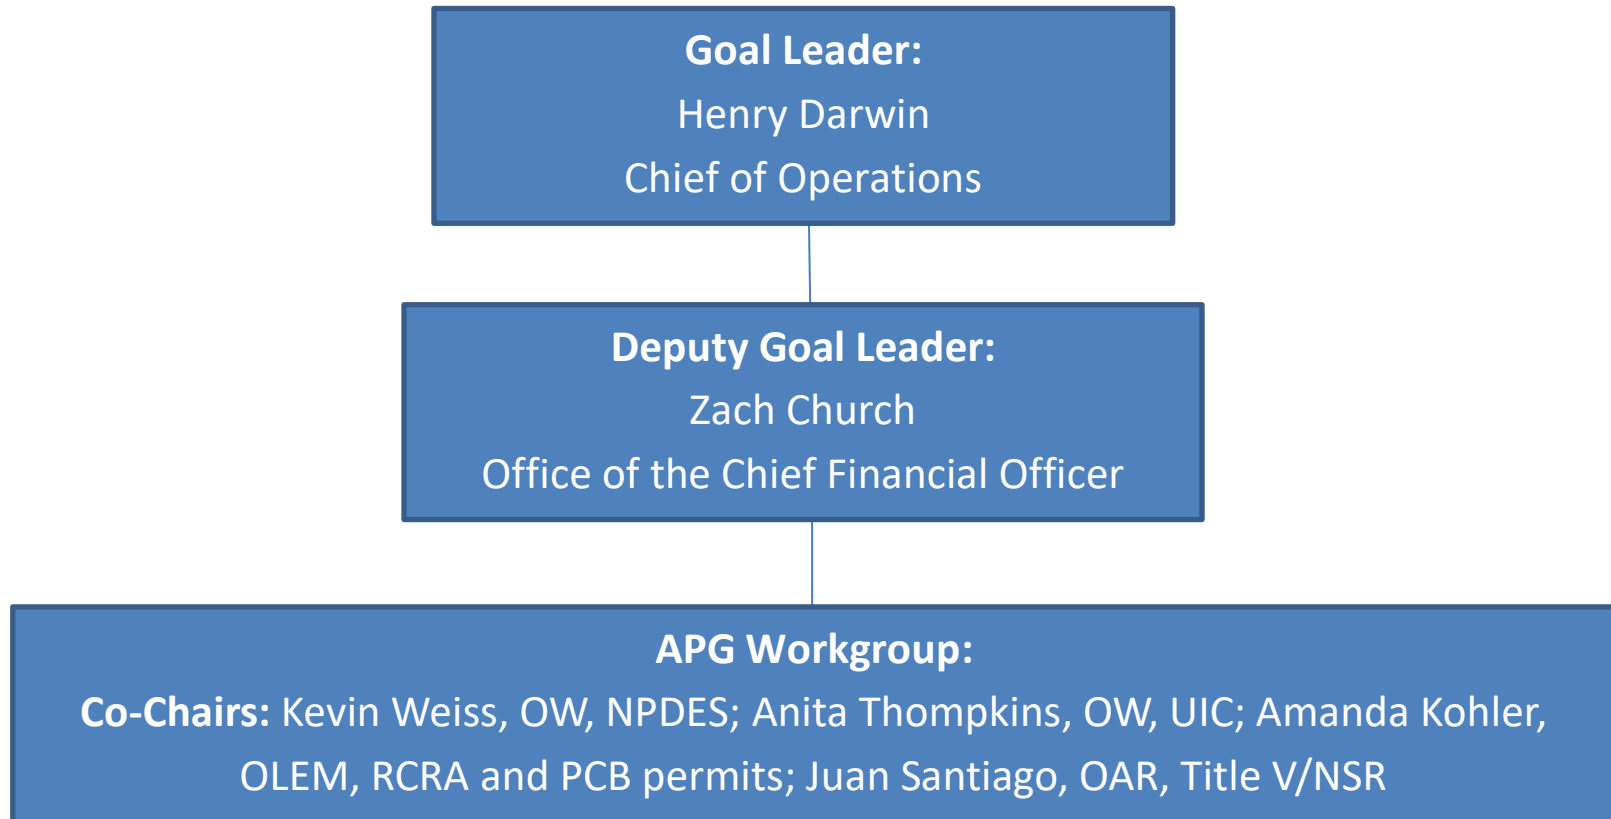 Goal Leader:
Henry Darwin
Chief of Operations
Deputy Goal Leader:
Zach Church
Office of the Chief Financial Officer
APG Workgroup:
Co-Chairs: Kevin Weiss, OW, NPDES; Anita Thompkins, OW, UIC; Amanda Kohler,
OLEM, RCRA and PCB permits; Juan Santiago, OAR, Title V/NSR